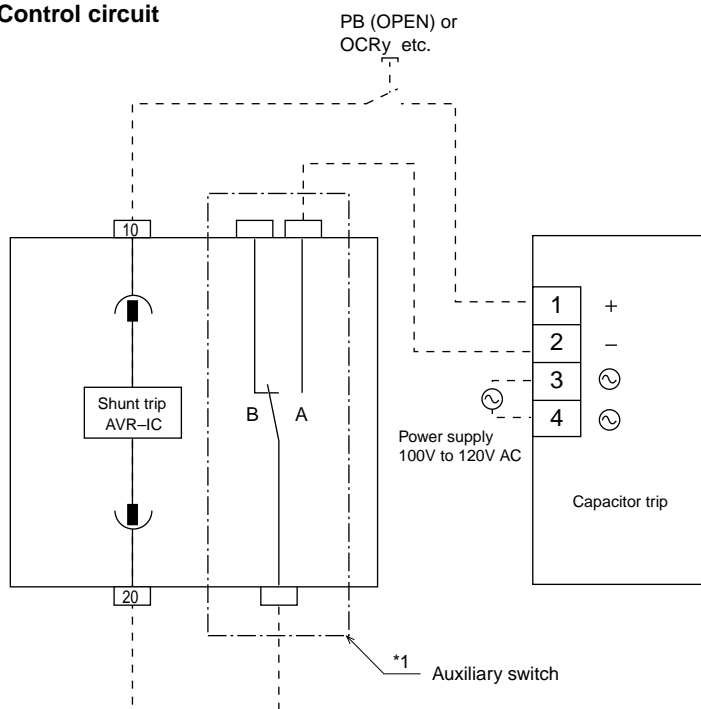 Control circuit
PB (OPEN) or
OCRy etc.
10
1 +
2 –
3
4
Shunt trip
AVR–IC
B A
Power supply
100V to 120V AC
Capacitor trip
20
*1
Auxiliary switch